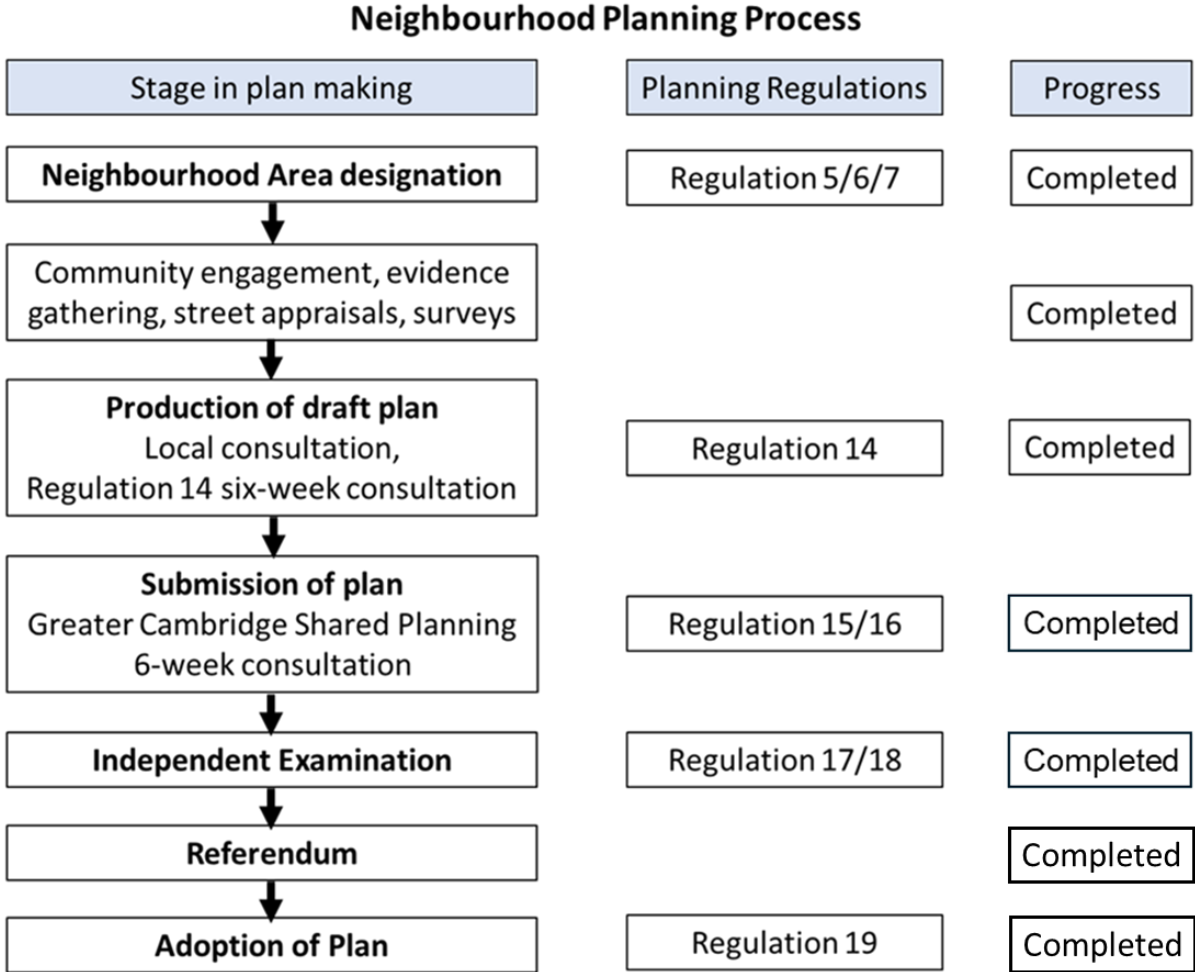 Neighbourhood Planning Process
Stage in plan making
Planning Regulations
Progress
Neighbourhood Area designation
Regulation 5/6/7
Completed
Community engagement, evidence
gathering, street appraisals, surveys
Completed
Production of draft plan
Local consultation,
Regulation 14 six-week consultation
Regulation 14
Completed
Submission of plan
Greater Cambridge Shared Planning
6-week consultation
Regulation 15/16
Completed
Independent Examination
Regulation 17/18
Completed
Referendum
Completed
Adoption of Plan
Regulation 19
Completed